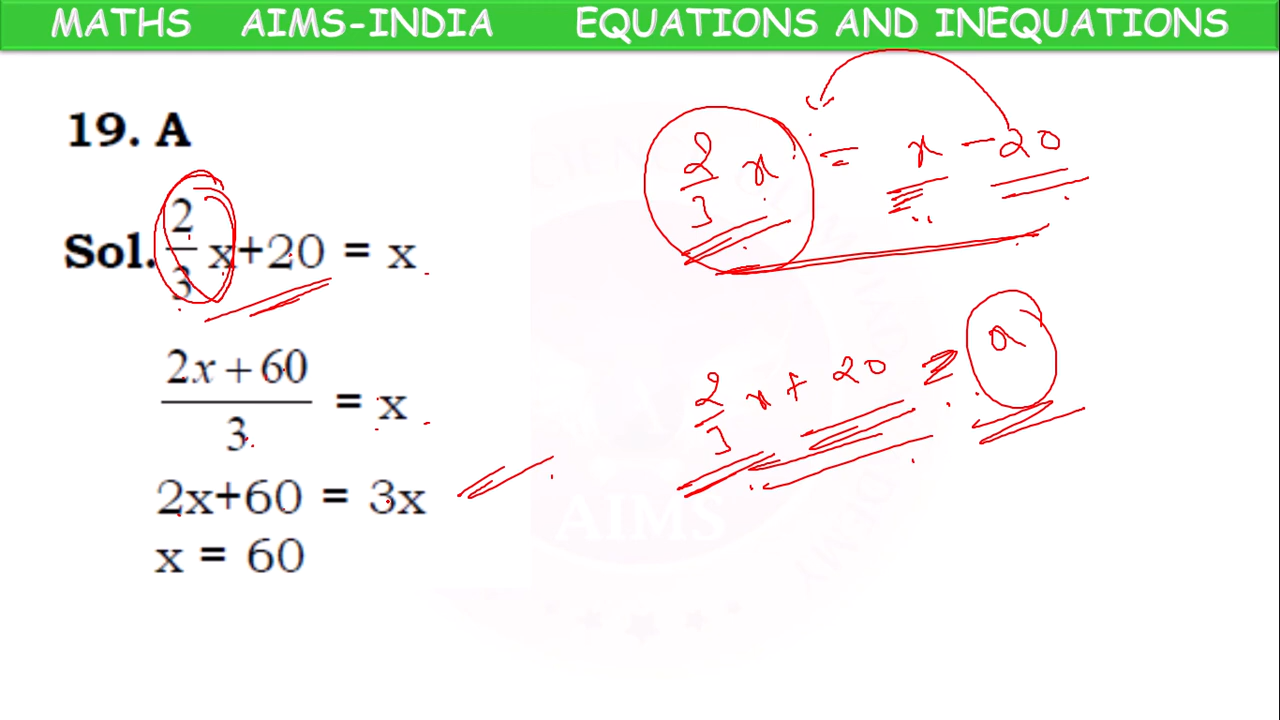 MATHS AIMS-INDIA EQUATIONS AND INEQUATIONS
19. A
Sol. 2/3 x+20 = x
(2x + 60)/3 = x
2x+60 = 3x
x = 60
2/3 x = x - 20
2/3 x + 20 = x
AIMS